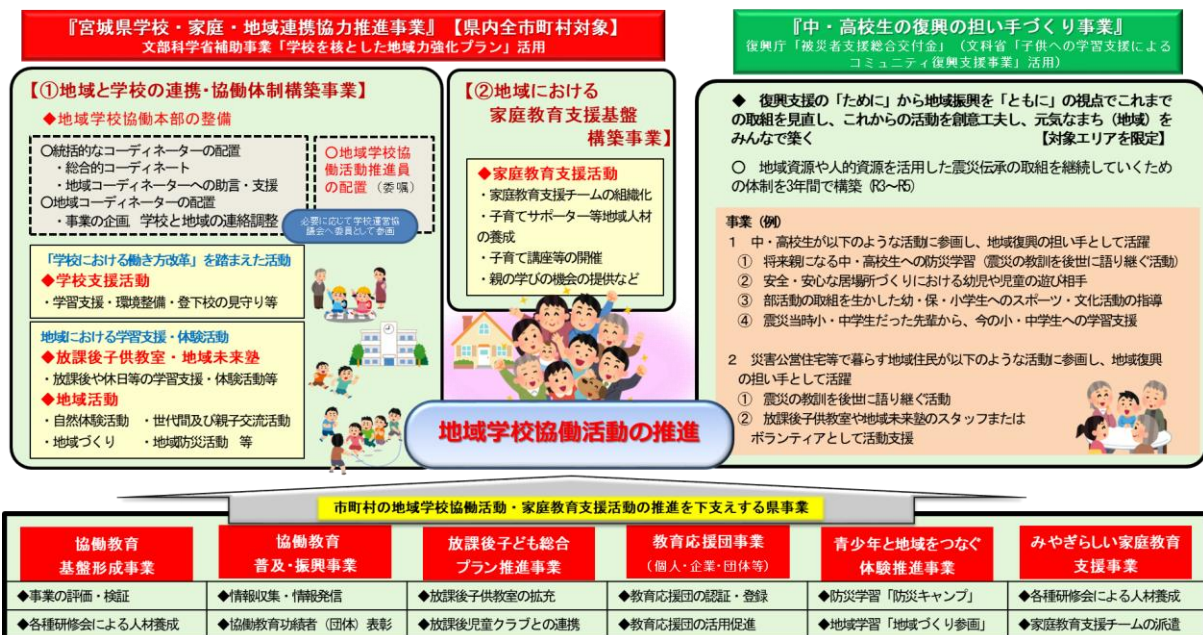 『宮城県学校・家庭・地域連携協力推進事業』【県内全市町村対象】
文部科学省補助事業「学校を核とした地域力強化プラン」活用
【①地域と学校の連携・協働体制構築事業】
◆地域学校協働本部の整備
○統括的なコーディネーターの配置
・総合的コーディネート
・地域コーディネーターへの助言・支援
○地域コーディネーターの配置
・事業の企画 学校と地域の連絡調整
○地域学校協
働活動推進員
の配置（委嘱）
必要に応じて学校運営協
議会へ委員として参画
「学校における働き方改革」を踏まえた活動
◆学校支援活動
・学習支援・環境整備・登下校の見守り等
地域における学習支援・体験活動
◆放課後子供教室・地域未来塾
・放課後や休日等の学習支援・体験活動等
◆地域活動
・自然体験活動 ・世代間及び親子交流活動
・地域づくり ・地域防災活動 等
【②地域における
家庭教育支援基盤
構築事業】
◆家庭教育支援活動
・家庭教育支援チームの組織化
・子育てサポーター等地域人材
の養成
・子育て講座等の開催
・親の学びの機会の提供など
地域学校協働活動の推進
『中・高校生の復興の担い手づくり事業』
復興庁「被災者支援総合交付金」（文科省「子供への学習支援による
コミュニティ復興支援事業」活用）
◆ 復興支援の「ために」から地域振興を「ともに」の視点でこれまで
の取組を見直し、これからの活動を創意工夫し、元気なまち（地域）を
みんなで築く 【対象エリアを限定】
○ 地域資源や人的資源を活用した震災伝承の取組を継続していくため
の体制を3年間で構築（R3～R5）
事業（例）
1 中・高校生が以下のような活動に参画し、地域復興の担い手として活躍
① 将来親になる中・高校生への防災学習（震災の教訓を後世に語り継ぐ活動）
② 安全・安心な居場所づくりにおける幼児や児童の遊び相手
③ 部活動の取組を生かした幼・保・小学生へのスポーツ・文化活動の指導
④ 震災当時小・中学生だった先輩から、今の小・中学生への学習支援
2 災害公営住宅等で暮らす地域住民が以下のような活動に参画し、地域復興
の担い手として活躍
① 震災の教訓を後世に語り継ぐ活動
② 放課後子供教室や地域未来塾のスタッフまたは
ボランティアとして活動支援
市町村の地域学校協働活動・家庭教育支援活動の推進を下支えする県事業
協働教育
基盤形成事業
協働教育
普及・振興事業
放課後子ども総合
プラン推進事業
教育応援団事業
（個人・企業・団体等）
青少年と地域をつなぐ
体験推進事業
みやぎらしい家庭教育
支援事業
◆事業の評価・検証
◆情報収集・情報発信
◆放課後子供教室の拡充
◆教育応援団の認証・登録
◆防災学習「防災キャンプ」
◆各種研修会による人材養成
◆各種研修会による人材養成
◆協働教育功績者（団体）表彰
◆放課後児童クラブとの連携
◆教育応援団の活用促進
◆地域学習「地域づくり参画」
◆家庭教育支援チームの派遣